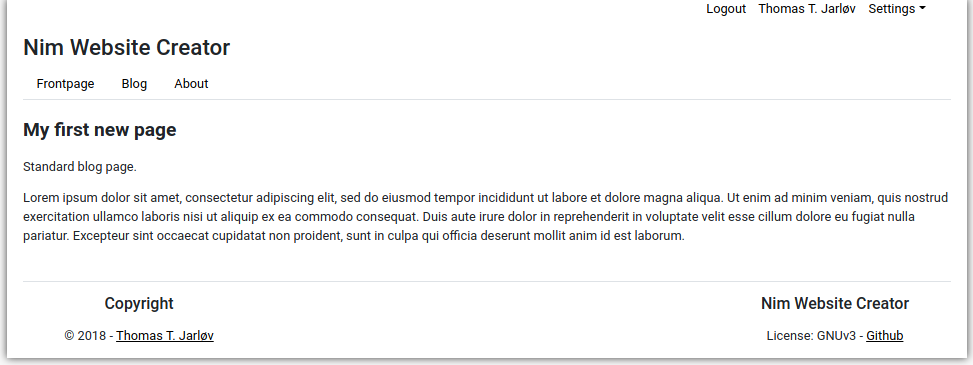 Logout Thomas T. Jarløv Settings
Nim Website Creator
Frontpage Blog About
My first new page
Standard blog page.
Lorem ipsum dolor sit amet, consectetur adipiscing elit, sed do eiusmod tempor incididunt ut labore et dolore magna aliqua. Ut enim ad minim veniam, quis nostrud
exercitation ullamco laboris nisi ut aliquip ex ea commodo consequat. Duis aute irure dolor in reprehenderit in voluptate velit esse cillum dolore eu fugiat nulla
pariatur. Excepteur sint occaecat cupidatat non proident, sunt in culpa qui officia deserunt mollit anim id est laborum.
Copyright
© 2018 - Thomas T. Jarløv
Nim Website Creator
License: GNUv3 - Github